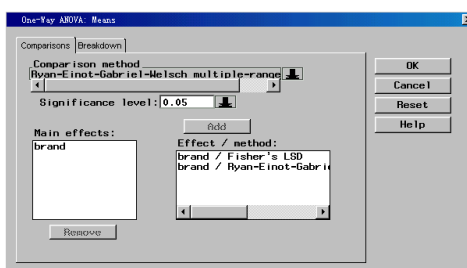 One-Way ANOVA: Means
Comparisons Breakdown
Comparison method
Ryan-Einot-Gabriel-Welsch multiple-range
Significance level: 0.05
Add
Main effects:
brand
Effect / method:
brand / Fisher's LSD
brand / Ryan-Einot-Gabrie
Remove
OK
Cancel
Reset
Help